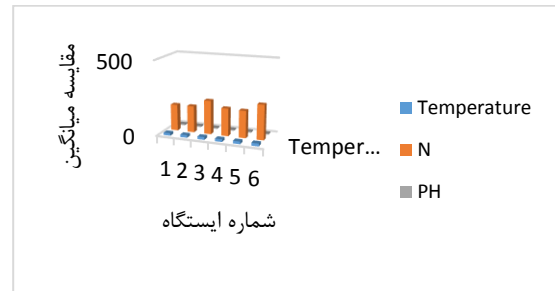 مقایسه میانگین
500
0
1 2 3 4 5 6
Temper...
شماره ایستگاه
Temperature
N
PH